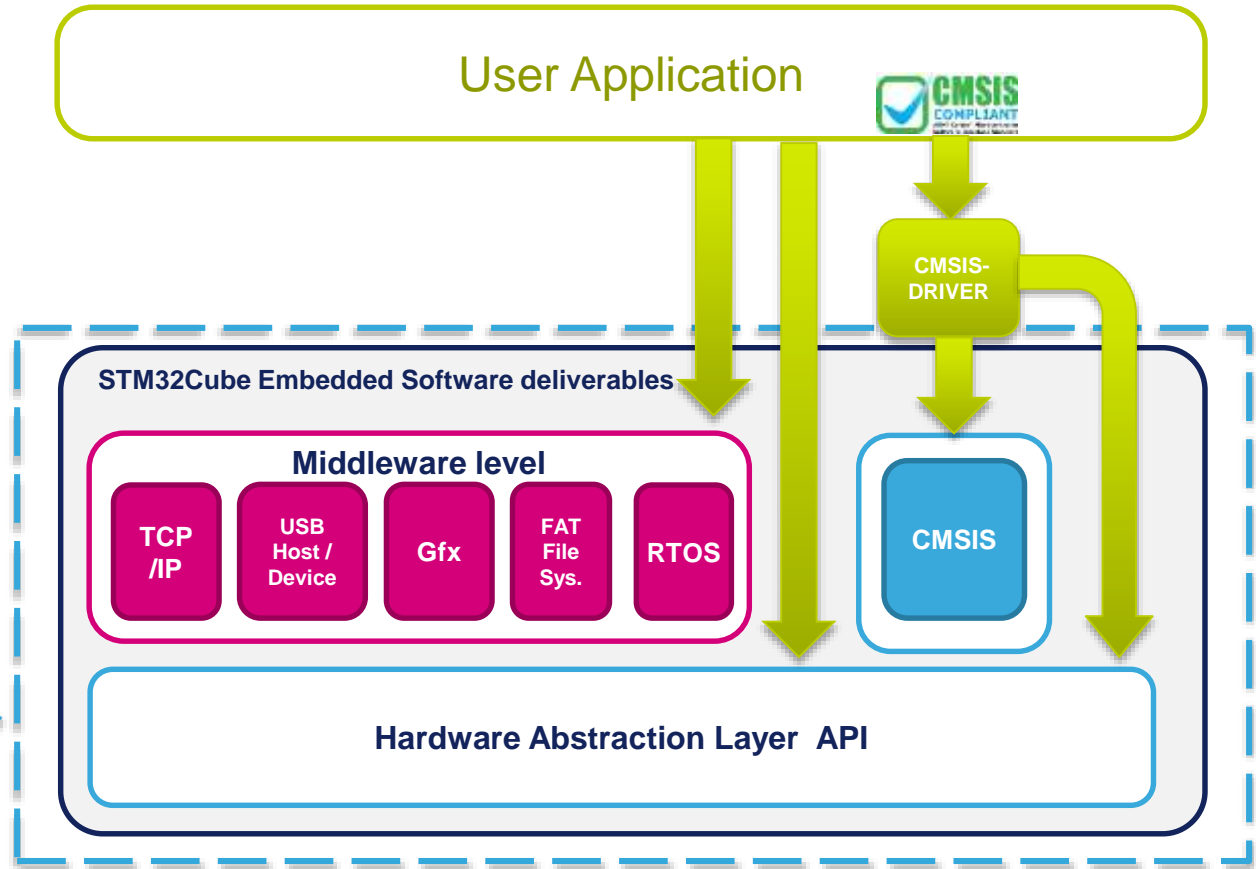 User Application
CMSIS
COMPLIANT
CMSIS-
DRIVER
STM32Cube Embedded Software deliverables
Middleware level
TCP
/IP
USB
Host /
Device
Gfx
FAT
File
Sys.
RTOS
CMSIS
Hardware Abstraction Layer API